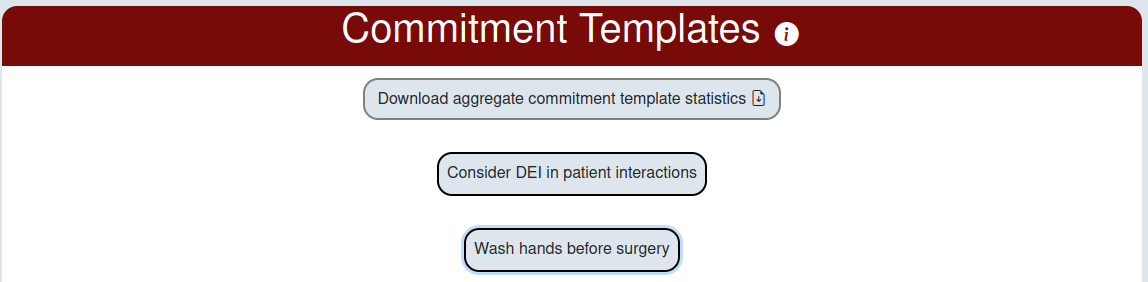 Commitment Templates
Download aggregate commitment template statistics
Consider DEI in patient interactions
Wash hands before surgery